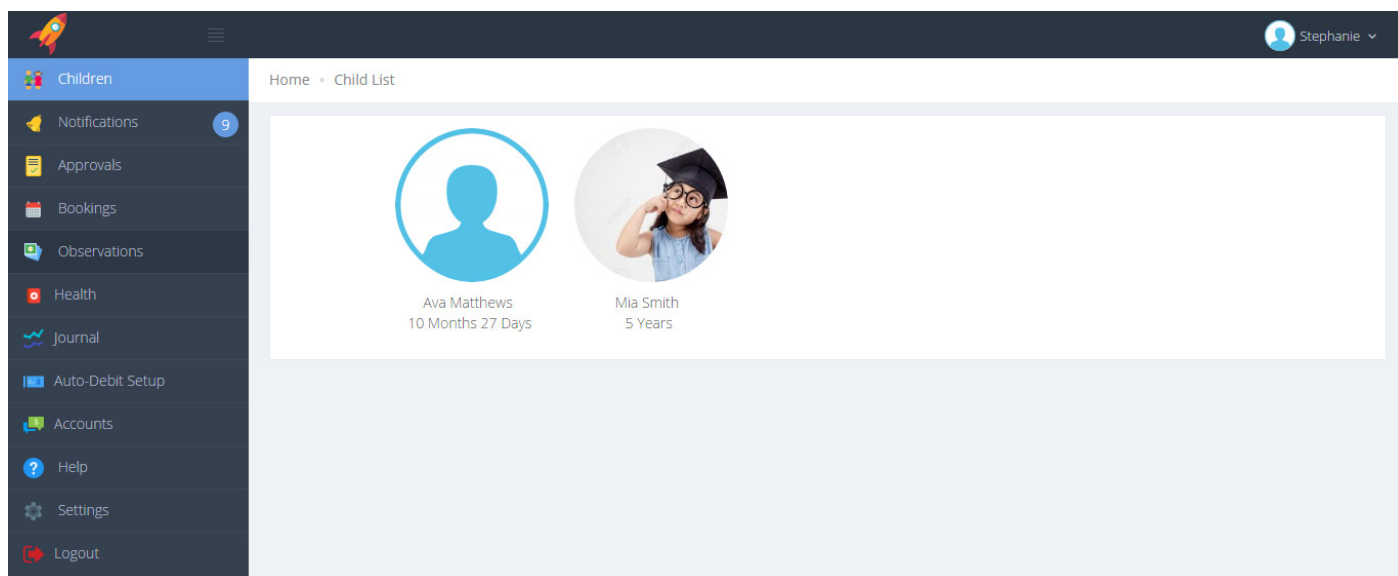 Stephanie
Children
Home Child List
Notifications 9
Approvals
Bookings
Observations
Health
Journal
Auto-Debit Setup
Accounts
Help
Settings
Logout
Ava Matthews
10 Months 27 Days
Mia Smith
5 Years